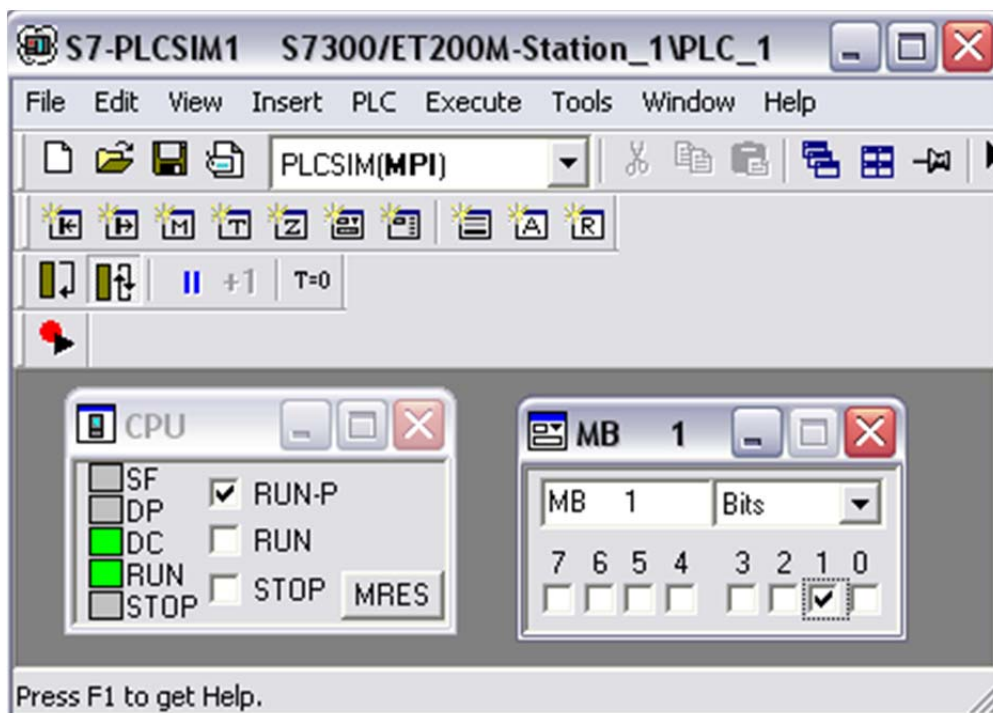 S7-PLCSIM1 S7300/ET200M-Station_1\PLC_1
File Edit View Insert PLC Execute Tools Window Help
PLCSIM(MPI)
M T Z A R
+1 T=0
CPU
SF
DP
DC
RUN
STOP
RUN-P
RUN
STOP
MRES
MB 1
MB 1 Bits
7 6 5 4 3 2 1 0
Press F1 to get Help.